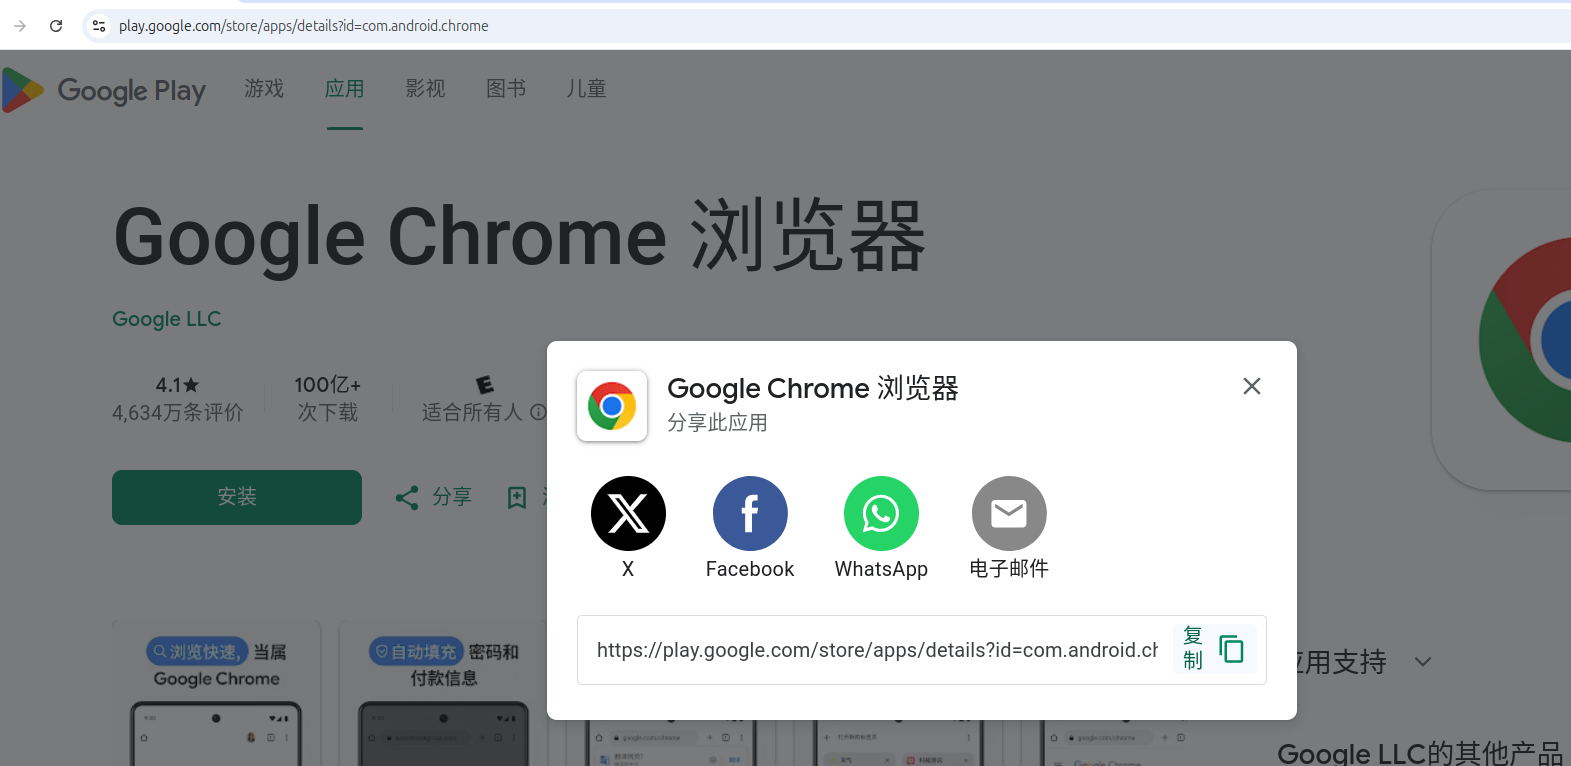 play.google.com/store/apps/details?id=com.android.chrome
Google Play 游戏 应用 影视 图书 儿童
Google Chrome 浏览器
Google LLC
4.1★ 100亿+ E
4,634万条评价 次下载 适合所有人
安装 分享
Google Chrome 浏览器
分享此应用
X Facebook WhatsApp 电子邮件
https://play.google.com/store/apps/details?id=com.android.ch
复
制
应用支持
浏览快速，当属
Google Chrome
自动填充 密码和
付款信息
google.com/chrome
google.com/chrome
Google LLC的其他产品